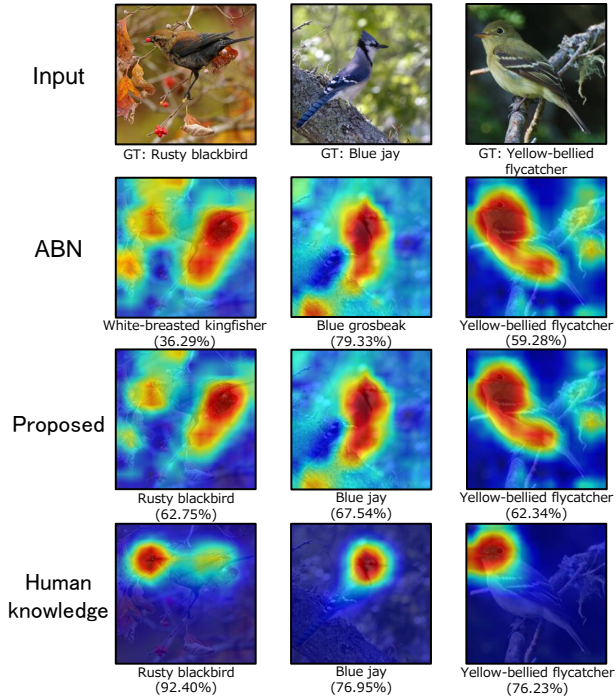 Input
GT: Rusty blackbird
GT: Blue jay
GT: Yellow-bellied
flycatcher
ABN
White-breasted kingfisher
(36.29%)
Blue grosbeak
(79.33%)
Yellow-bellied flycatcher
(59.28%)
Proposed
Rusty blackbird
(62.75%)
Blue jay
(67.54%)
Yellow-bellied flycatcher
(62.34%)
Human
knowledge
Rusty blackbird
(92.40%)
Blue jay
(76.95%)
Yellow-bellied flycatcher
(76.23%)